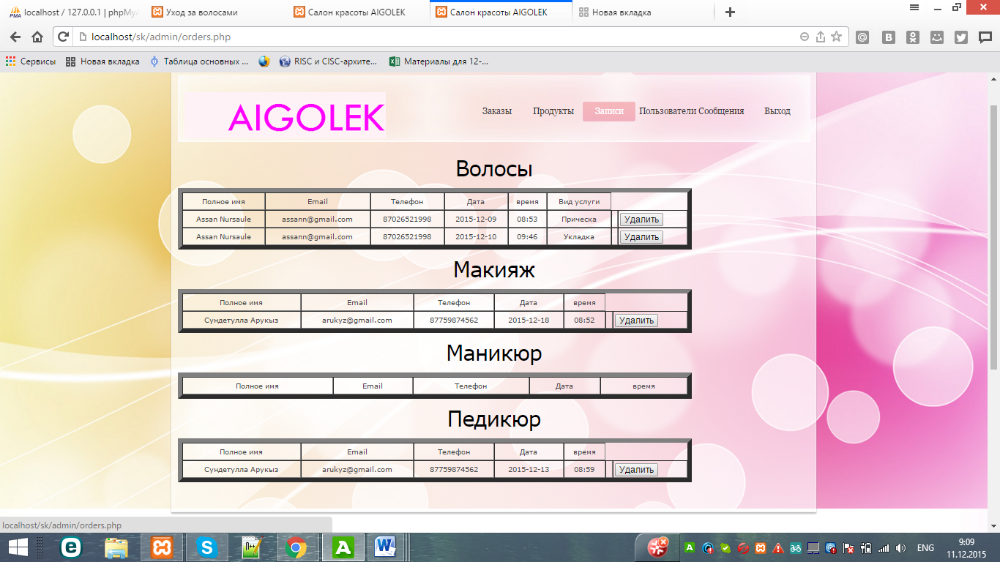 localhost / 127.0.0.1 | phpMyA
Уход за волосами
Салон красоты AIGOLEK
Салон красоты AIGOLEK
Новая вкладка
localhost/sk/admin/orders.php
Сервисы Новая вкладка Таблица основных ... RISC и CISC-архите... Материалы для 12-...
AIGOLEK
Заказы Продукты Записи Пользователи Сообщения Выход
Волосы
Полное имя Email Телефон Дата время Вид услуги
Assan Nursaule assann@gmail.com 87026521998 2015-12-09 08:53 Прическа Удалить
Assan Nursaule assann@gmail.com 87026521998 2015-12-10 09:46 Укладка Удалить
Макияж
Полное имя Email Телефон Дата время
Сундетулла Арукыз arukyz@gmail.com 87759874562 2015-12-18 08:52 Удалить
Маникюр
Полное имя Email Телефон Дата время
Педикюр
Полное имя Email Телефон Дата время
Сундетулла Арукыз arukyz@gmail.com 87759874562 2015-12-13 08:59 Удалить
localhost/sk/admin/orders.php
ENG
9:09
11.12.2015